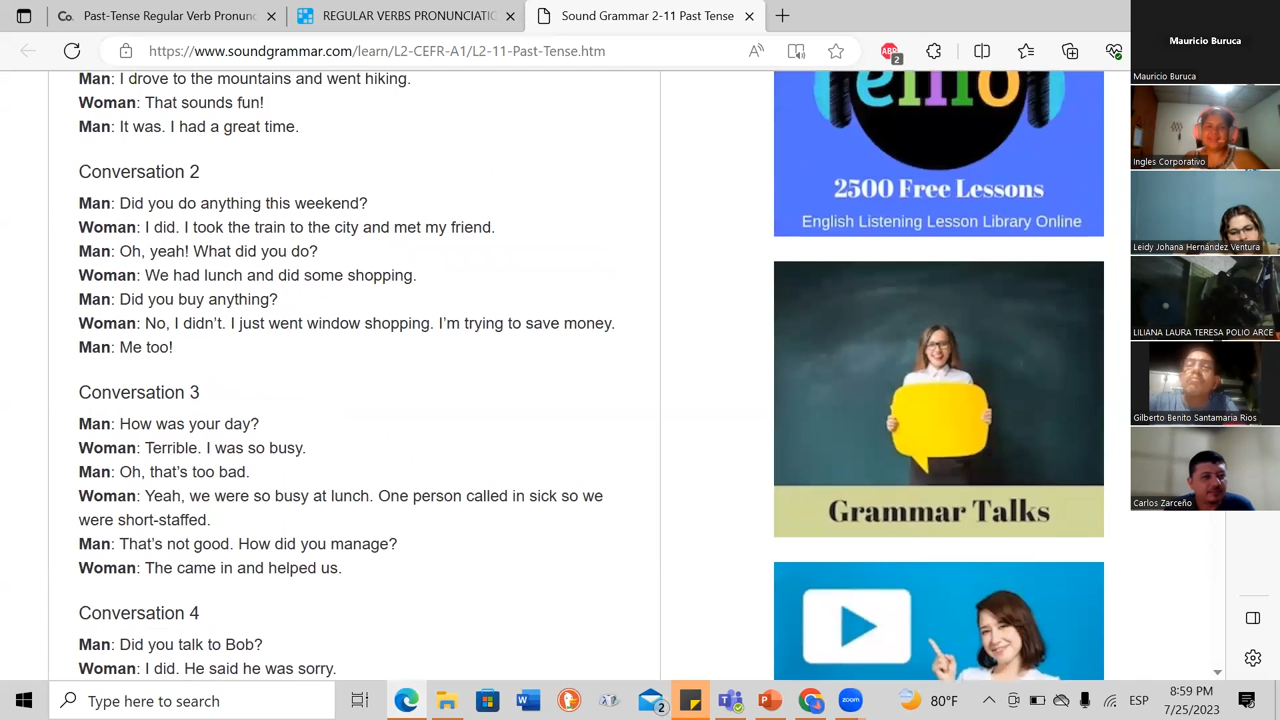 Past-Tense Regular Verb Pronunc
REGULAR VERBS PRONUNCIATIC
Sound Grammar 2-11 Past Tense
https://www.soundgrammar.com/learn/L2-CEFR-A1/L2-11-Past-Tense.htm
2
Man: I drove to the mountains and went hiking.
Woman: That sounds fun!
Man: It was. I had a great time.
Conversation 2
Man: Did you do anything this weekend?
Woman: I did. I took the train to the city and met my friend.
Man: Oh, yeah! What did you do?
Woman: We had lunch and did some shopping.
Man: Did you buy anything?
Woman: No, I didn't. I just went window shopping. I'm trying to save money.
Man: Me too!
Conversation 3
Man: How was your day?
Woman: Terrible. I was so busy.
Man: Oh, that's too bad.
Woman: Yeah, we were so busy at lunch. One person called in sick so we
were short-staffed.
Man: That's not good. How did you manage?
Woman: The came in and helped us.
Conversation 4
Man: Did you talk to Bob?
Woman: I did. He said he was sorry.
ello
2500 Free Lessons
English Listening Lesson Library Online
Grammar Talks
Mauricio Buruca
Mauricio Buruca
Ingles Corporativo
Leidy Johana Hernández Ventura
LILIANA LAURA TERESA POLIO ARCE
Gilberto Benito Santamaria Rios
Carlos Zarceño
Type here to search
2
80°F
ESP
8:59 PM
7/25/2023